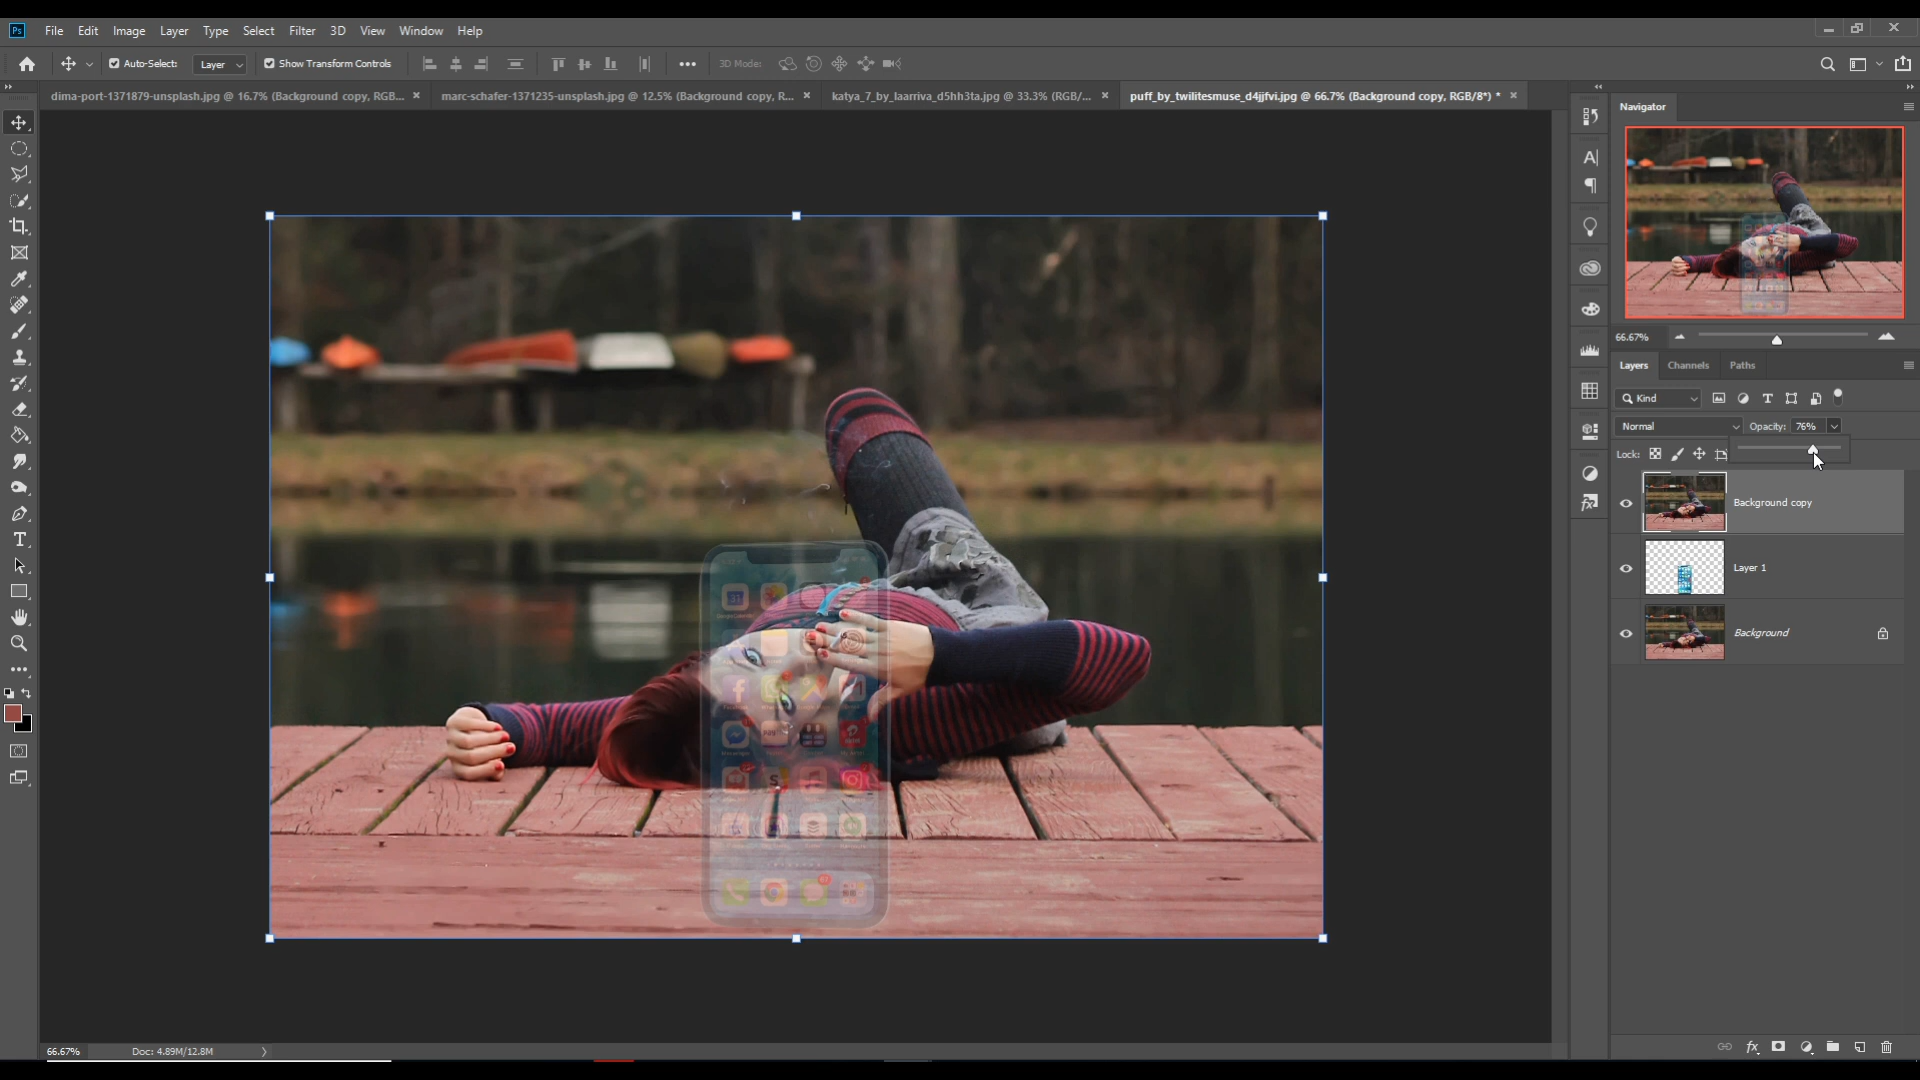 Ps File Edit Image Layer Type Select Filter 3D View Window Help
Auto-Select: Layer Show Transform Controls 3D Mode:
dima-port-1371879-unsplash.jpg @ 16.7% (Background copy, RGB... × marc-schafer-1371235-unsplash.jpg @ 12.5% (Background copy, R... × katya_7_by_laarriva_d5hh3ta.jpg @ 33.3% (RGB/... × puff_by_twilitesmuse_d4jjfvi.jpg @ 66.7% (Background copy, RGB/8*) * ×
Navigator
66.67%
Layers Channels Paths
Kind
Normal Opacity: 76%
Lock:
Background copy
Layer 1
Background
66.67% Doc: 4.89M/12.8M